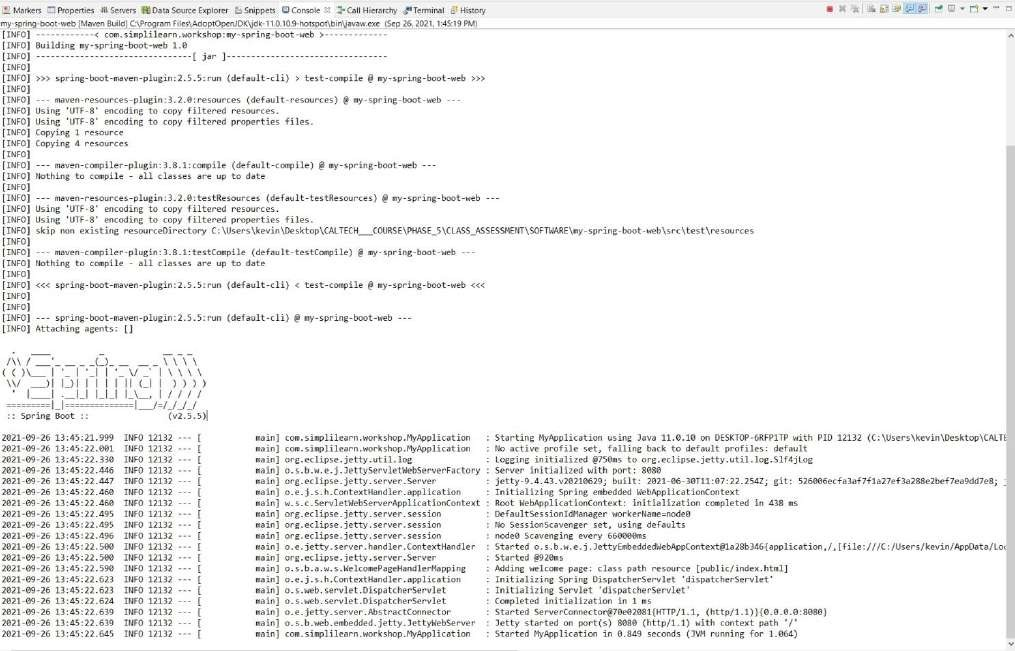 Markers Properties Servers Data Source Explorer Snippets Console Call Hierarchy Terminal History
my-spring-boot-web [Maven Build] C:\Program Files\AdoptOpenJDK\jdk-11.0.10.9-hotspot\bin\javaw.exe (Sep 26, 2021, 1:45:19 PM)
[INFO] ------------< com.simplilearn.workshop:my-spring-boot-web >-------------
[INFO] Building my-spring-boot-web 1.0
[INFO] --------------------------------[ jar ]---------------------------------
[INFO]
[INFO] >>> spring-boot-maven-plugin:2.5.5:run (default-cli) > test-compile @ my-spring-boot-web >>>
[INFO]
[INFO] --- maven-resources-plugin:3.2.0:resources (default-resources) @ my-spring-boot-web ---
[INFO] Using 'UTF-8' encoding to copy filtered resources.
[INFO] Using 'UTF-8' encoding to copy filtered properties files.
[INFO] Copying 1 resource
[INFO] Copying 4 resources
[INFO]
[INFO] --- maven-compiler-plugin:3.8.1:compile (default-compile) @ my-spring-boot-web ---
[INFO] Nothing to compile - all classes are up to date
[INFO]
[INFO] --- maven-resources-plugin:3.2.0:testResources (default-testResources) @ my-spring-boot-web ---
[INFO] Using 'UTF-8' encoding to copy filtered resources.
[INFO] Using 'UTF-8' encoding to copy filtered properties files.
[INFO] skip non existing resourceDirectory C:\Users\kevin\Desktop\CALTECH___COURSE\PHASE_5\CLASS_ASSESSMENT\SOFTWARE\my-spring-boot-web\src\test\resources
[INFO]
[INFO] --- maven-compiler-plugin:3.8.1:testCompile (default-testCompile) @ my-spring-boot-web ---
[INFO] Nothing to compile - all classes are up to date
[INFO]
[INFO] <<< spring-boot-maven-plugin:2.5.5:run (default-cli) < test-compile @ my-spring-boot-web <<<
[INFO]
[INFO]
[INFO] --- spring-boot-maven-plugin:2.5.5:run (default-cli) @ my-spring-boot-web ---
[INFO] Attaching agents: []
:: Spring Boot :: (v2.5.5)
2021-09-26 13:45:21.999 INFO 12132 --- [ main] com.simplilearn.workshop.MyApplication : Starting MyApplication using Java 11.0.10 on DESKTOP-6RFP1TP with PID 12132 (C:\Users\kevin\Desktop\CALTE
2021-09-26 13:45:22.001 INFO 12132 --- [ main] com.simplilearn.workshop.MyApplication : No active profile set, falling back to default profiles: default
2021-09-26 13:45:22.330 INFO 12132 --- [ main] org.eclipse.jetty.util.log : Logging initialized @750ms to org.eclipse.jetty.util.log.Slf4jLog
2021-09-26 13:45:22.446 INFO 12132 --- [ main] o.s.b.w.e.j.JettyServletWebServerFactory : Server initialized with port: 8080
2021-09-26 13:45:22.447 INFO 12132 --- [ main] org.eclipse.jetty.server.Server : jetty-9.4.43.v20210629; built: 2021-06-30T11:07:22.254Z; git: 526006ecfa3af7f1a27ef3a288e2bef7ea9dd7e8; j
2021-09-26 13:45:22.460 INFO 12132 --- [ main] o.e.j.s.h.ContextHandler.application : Initializing Spring embedded WebApplicationContext
2021-09-26 13:45:22.460 INFO 12132 --- [ main] w.s.c.ServletWebServerApplicationContext : Root WebApplicationContext: initialization completed in 438 ms
2021-09-26 13:45:22.495 INFO 12132 --- [ main] org.eclipse.jetty.server.session : DefaultSessionIdManager workerName=node0
2021-09-26 13:45:22.495 INFO 12132 --- [ main] org.eclipse.jetty.server.session : No SessionScavenger set, using defaults
2021-09-26 13:45:22.496 INFO 12132 --- [ main] org.eclipse.jetty.server.session : node0 Scavenging every 660000ms
2021-09-26 13:45:22.500 INFO 12132 --- [ main] o.e.jetty.server.handler.ContextHandler : Started o.s.b.w.e.j.JettyEmbeddedWebAppContext@1a28b346{application,/,[file:///C:/Users/kevin/AppData/Loc
2021-09-26 13:45:22.500 INFO 12132 --- [ main] org.eclipse.jetty.server.Server : Started @920ms
2021-09-26 13:45:22.590 INFO 12132 --- [ main] o.s.b.a.w.s.WelcomePageHandlerMapping : Adding welcome page: class path resource [public/index.html]
2021-09-26 13:45:22.623 INFO 12132 --- [ main] o.e.j.s.h.ContextHandler.application : Initializing Spring DispatcherServlet 'dispatcherServlet'
2021-09-26 13:45:22.623 INFO 12132 --- [ main] o.s.web.servlet.DispatcherServlet : Initializing Servlet 'dispatcherServlet'
2021-09-26 13:45:22.624 INFO 12132 --- [ main] o.s.web.servlet.DispatcherServlet : Completed initialization in 1 ms
2021-09-26 13:45:22.639 INFO 12132 --- [ main] o.e.jetty.server.AbstractConnector : Started ServerConnector@70e02081{HTTP/1.1, (http/1.1)}{0.0.0.0:8080}
2021-09-26 13:45:22.639 INFO 12132 --- [ main] o.s.b.web.embedded.jetty.JettyWebServer : Jetty started on port(s) 8080 (http/1.1) with context path '/'
2021-09-26 13:45:22.645 INFO 12132 --- [ main] com.simplilearn.workshop.MyApplication : Started MyApplication in 0.849 seconds (JVM running for 1.064)